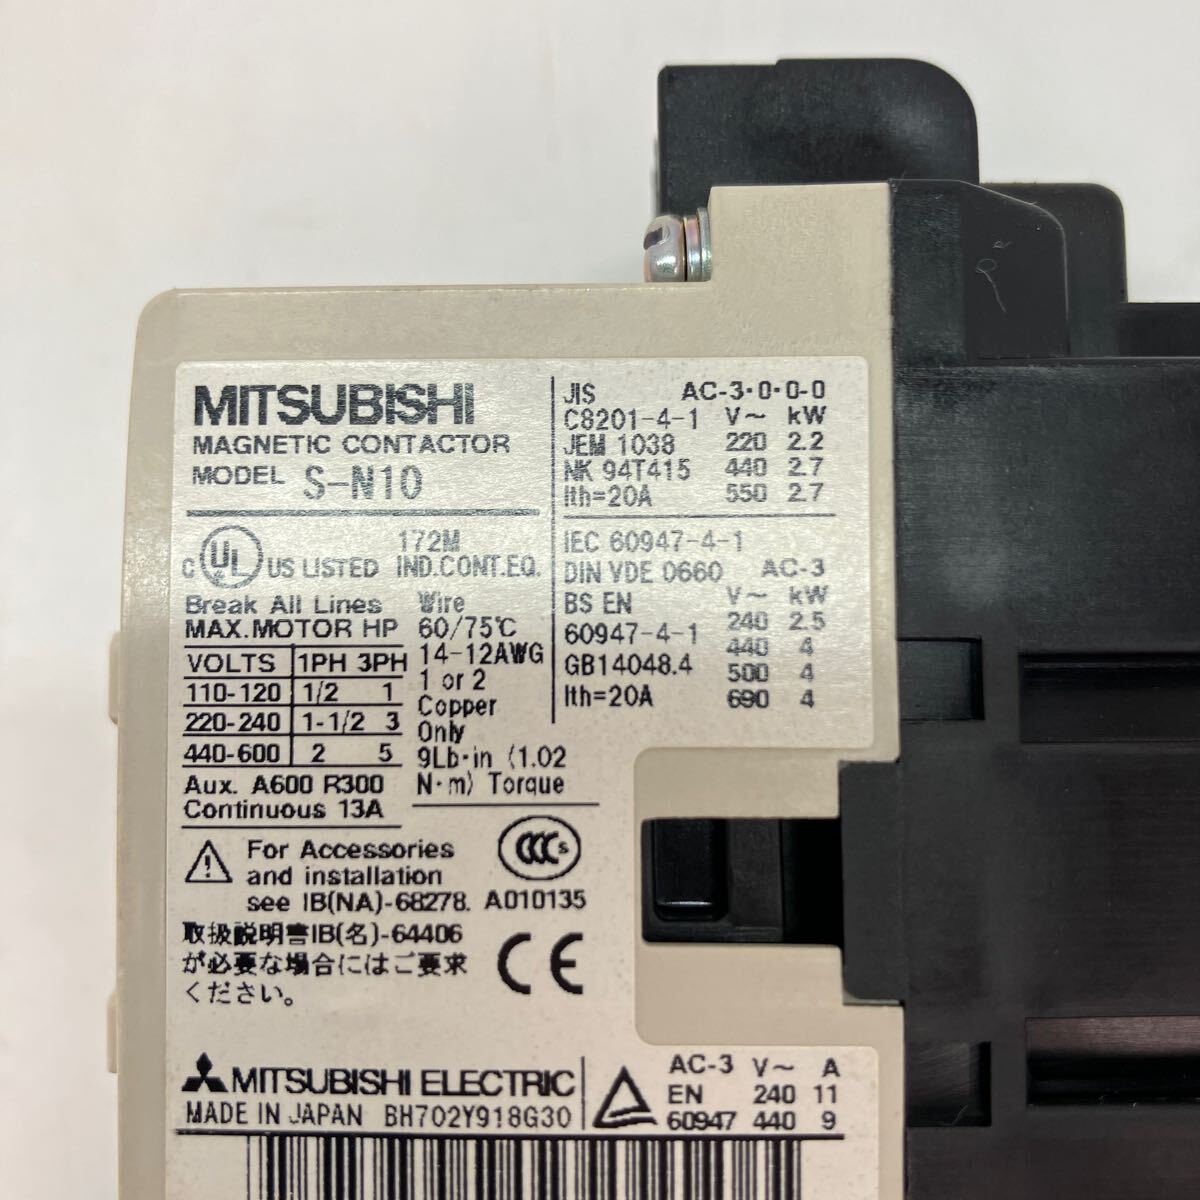 MITSUBISHI
MAGNETIC CONTACTOR
MODEL S-N10
C UL US LISTED 172M IND.CONT.EQ.
Break All Lines
MAX.MOTOR HP
VOLTS 1PH 3PH
110-120 1/2 1
220-240 1-1/2 3
440-600 2 5
Aux. A600 R300
Continuous 13A
Wire
60/75℃
14-12AWG
1 or 2
Copper
Only
9Lb·in (1.02
N·m) Torque
JIS AC-3·0·0-0
C8201-4-1 V~ kW
JEM 1038 220 2.2
NK 94T415 440 2.7
Ith=20A 550 2.7
IEC 60947-4-1
DIN VDE 0660 AC-3
BS EN V~ kW
60947-4-1 240 2.5
GB14048.4 440 4
Ith=20A 500 4
690 4
For Accessories
and installation
see IB(NA)-68278.
CCC S
A010135
取扱説明書IB(名)-64406
が必要な場合にはご要求
ください。
CE
MITSUBISHI ELECTRIC
MADE IN JAPAN BH702Y918G30
AC-3 V~ A
EN 240 11
60947 440 9